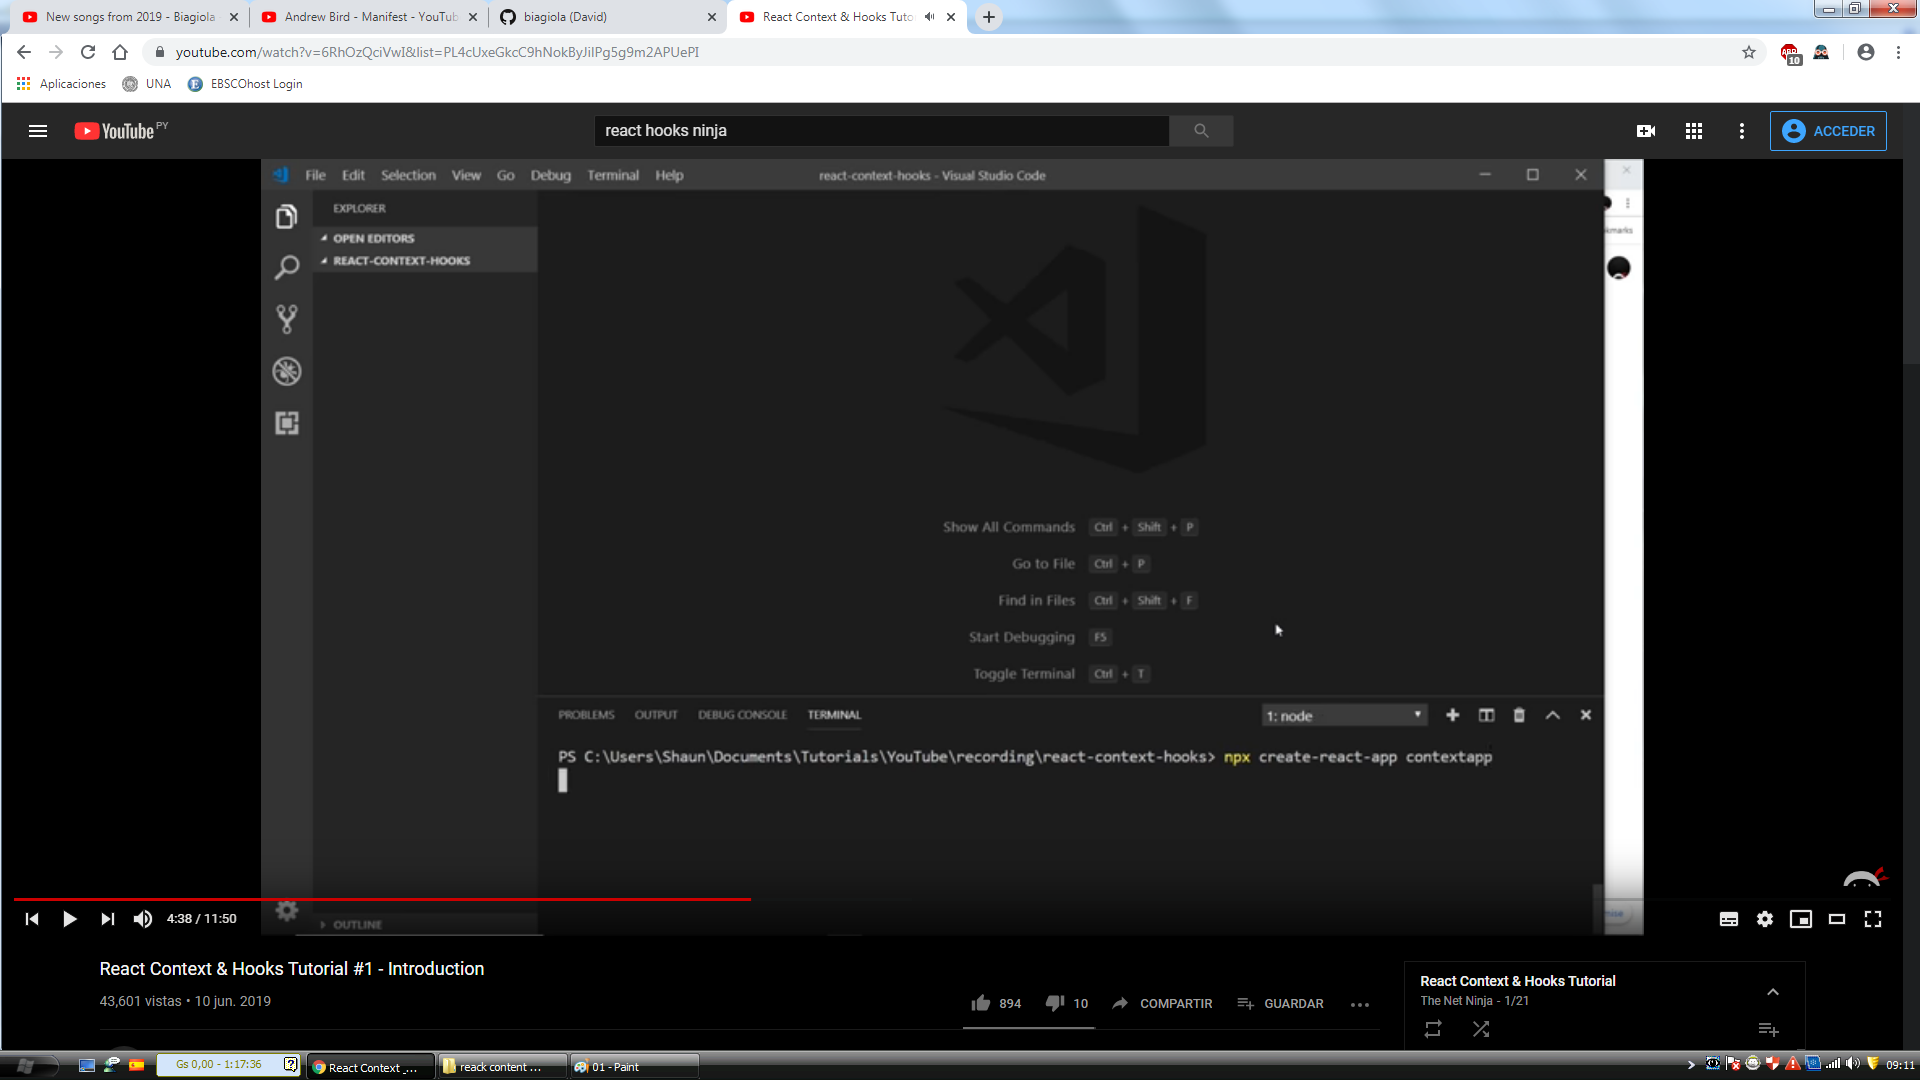 New songs from 2019 - Biagiola
Andrew Bird - Manifest - YouTub
biagiola (David)
React Context & Hooks Tuto
youtube.com/watch?v=6RhOzQciVwI&list=PL4cUxeGkcC9hNokByJilPg5g9m2APUePI
ABP
10
Aplicaciones
UNA
EBSCOhost Login
YouTube PY
react hooks ninja
ACCEDER
File Edit Selection View Go Debug Terminal Help
react-context-hooks - Visual Studio Code
EXPLORER
OPEN EDITORS
REACT-CONTEXT-HOOKS
Show All Commands Ctrl + Shift + P
Go to File Ctrl + P
Find in Files Ctrl + Shift + F
Start Debugging F5
Toggle Terminal Ctrl + T
PROBLEMS OUTPUT DEBUG CONSOLE TERMINAL
1: node
PS C:\Users\Shaun\Documents\Tutorials\YouTube\recording\react-context-hooks> npx create-react-app contextapp
OUTLINE
4:38 / 11:50
React Context & Hooks Tutorial #1 - Introduction
43,601 vistas • 10 jun. 2019
894
10
COMPARTIR
GUARDAR
React Context & Hooks Tutorial
The Net Ninja - 1/21
Gs 0,00 - 1:17:36
React Context _...
reack content ...
01 - Paint
09:11